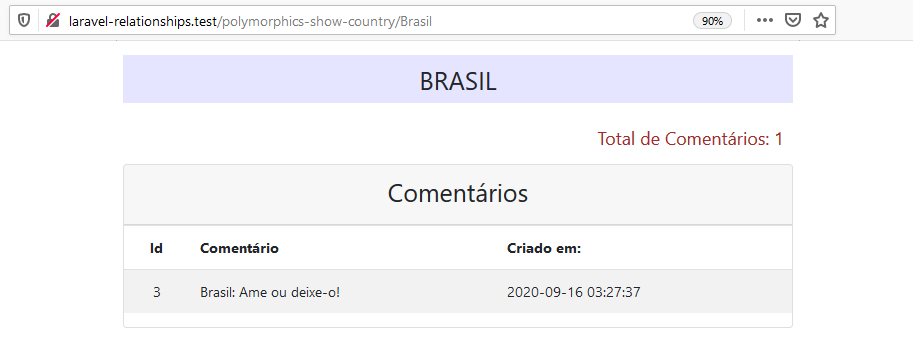 laravel-relationships.test/polymorphics-show-country/Brasil 90%
BRASIL
Total de Comentários: 1
Comentários
Id Comentário Criado em:
3 Brasil: Ame ou deixe-o! 2020-09-16 03:27:37